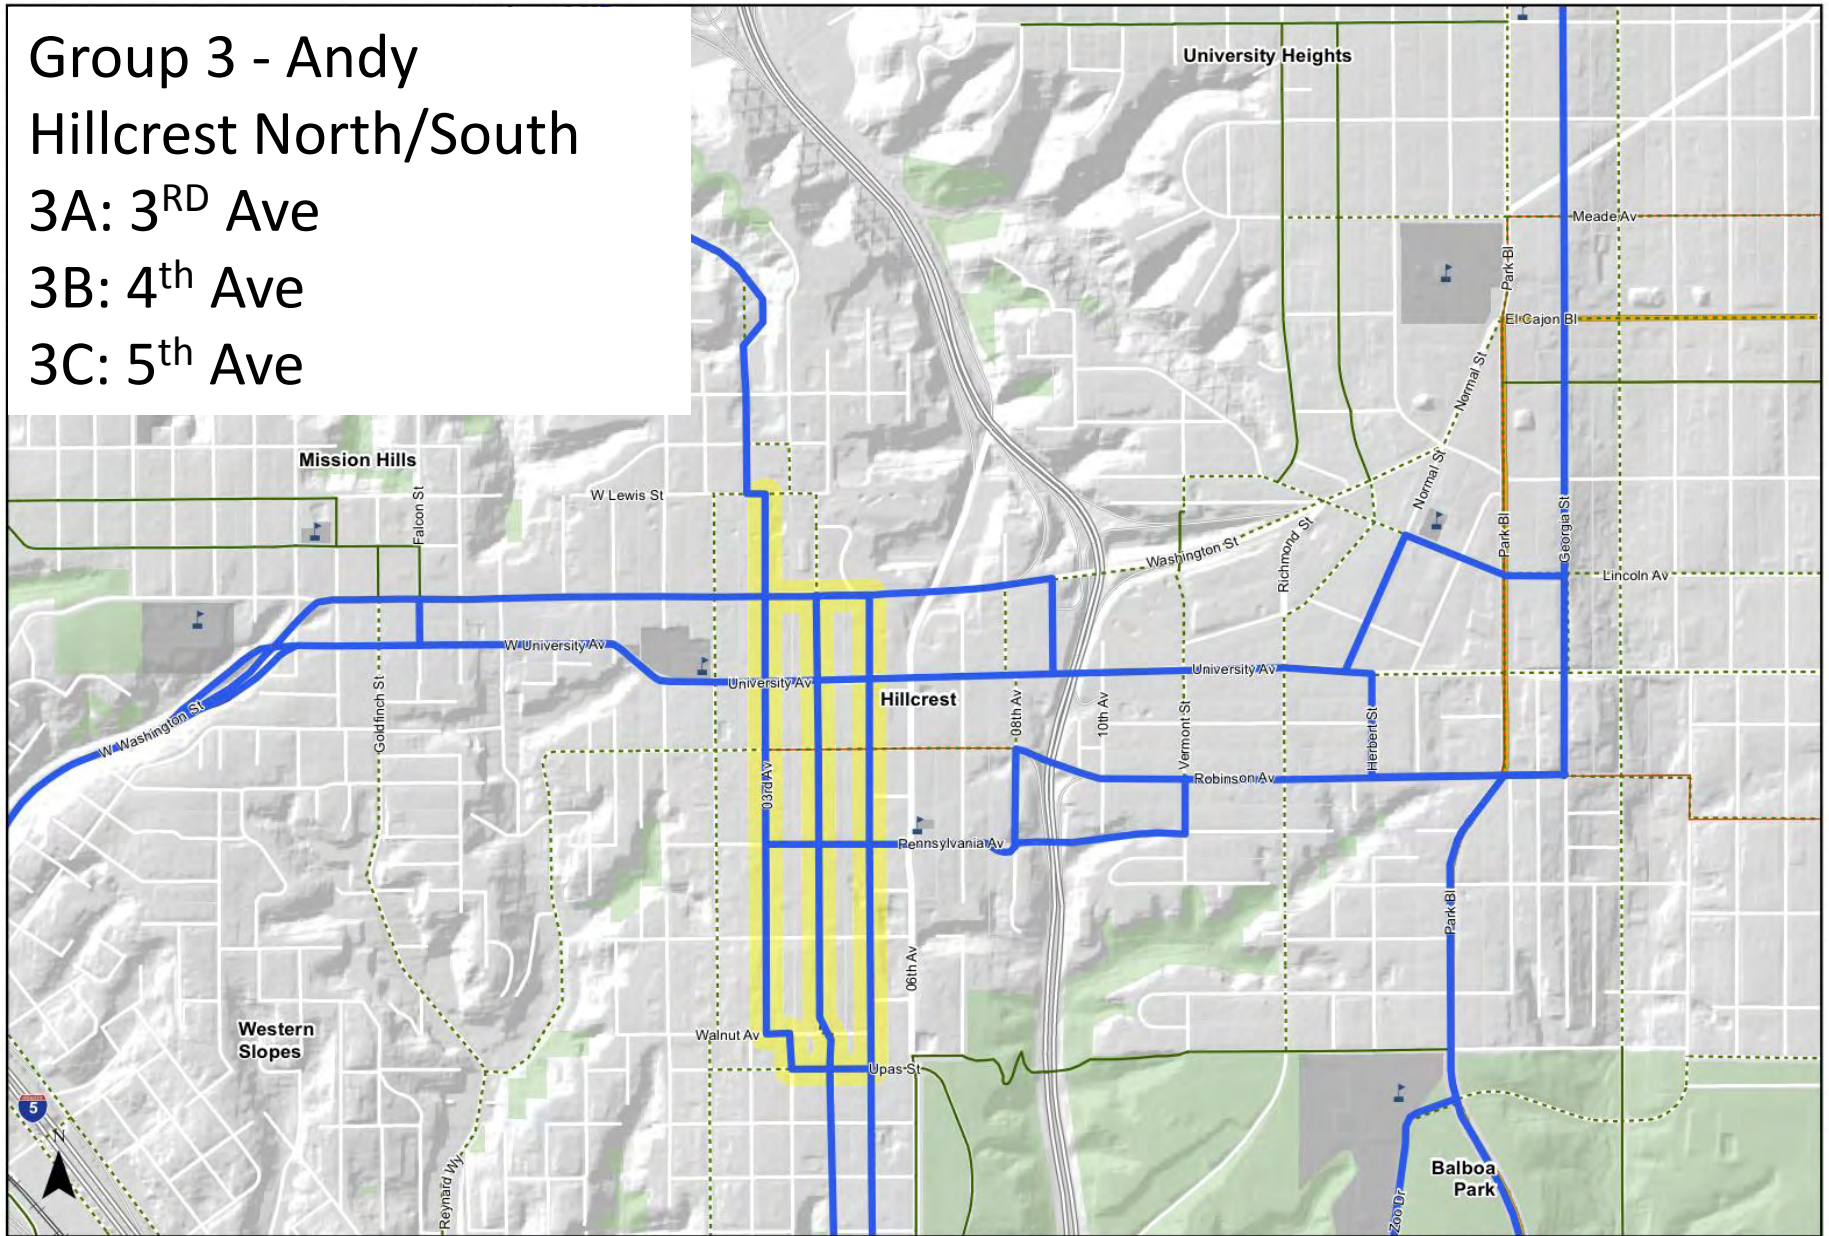 Group 3 - Andy
Hillcrest North/South
3A: 3RD Ave
3B: 4th Ave
3C: 5th Ave
University Heights
Meade Av
Park Bl
El Cajon Bl
Normal St
Mission Hills
Falcon St
W Lewis St
Normal St
Park Bl
Georgia St
Washington St
Richmond St
Lincoln Av
W University Av
University Av
University Av
Hillcrest
Goldfinch St
W Washington St
08th Av
10th Av
Vermont St
Herbert St
03rd Av
Robinson Av
Pennsylvania Av
Park Bl
06th Av
Western
Slopes
Walnut Av
Upas St
5
N
Reynard Wy
Balboa
Park
Zoo Dr